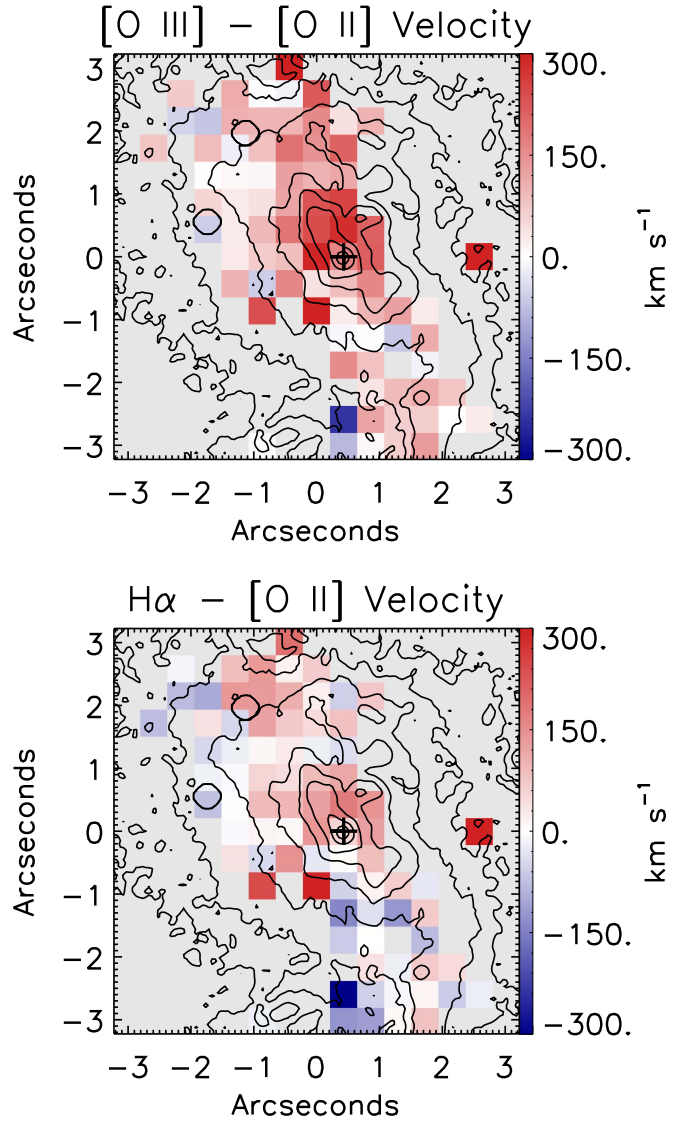 [O III] – [O II] Velocity
3
2
1
0
−1
−2
−3
Arcseconds
−3 −2 −1 0 1 2 3
Arcseconds
300.
150.
0.
−150.
−300.
km s⁻¹
Hα – [O II] Velocity
3
2
1
0
−1
−2
−3
Arcseconds
−3 −2 −1 0 1 2 3
Arcseconds
300.
150.
0.
−150.
−300.
km s⁻¹